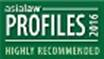 asialaw
PROFILES 2016
HIGHLY RECOMMENDED